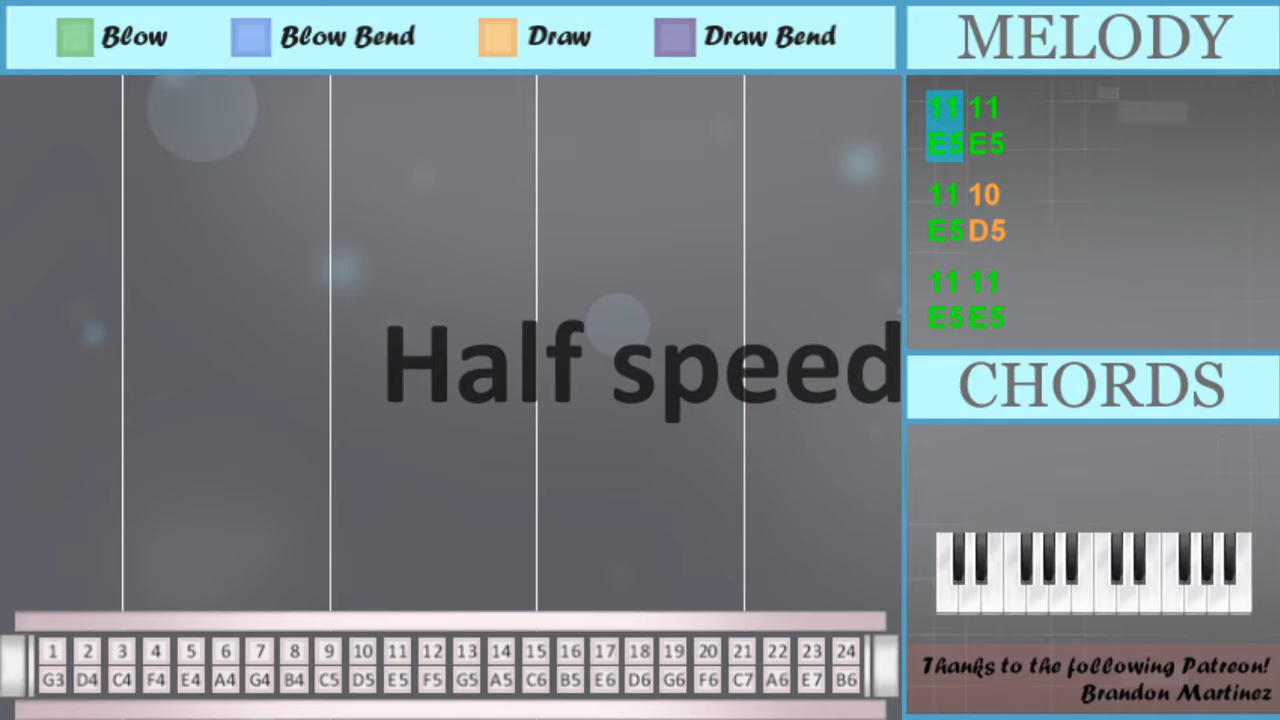 Blow Blow Bend Draw Draw Bend
MELODY
11 11
E5 E5
11 10
E5 D5
11 11
E5 E5
Half speed
CHORDS
1 2 3 4 5 6 7 8 9 10 11 12 13 14 15 16 17 18 19 20 21 22 23 24
G3 D4 C4 F4 E4 A4 G4 B4 C5 D5 E5 F5 G5 A5 C6 B5 E6 D6 G6 F6 C7 A6 E7 B6
Thanks to the following Patreon!
Brandon Martinez